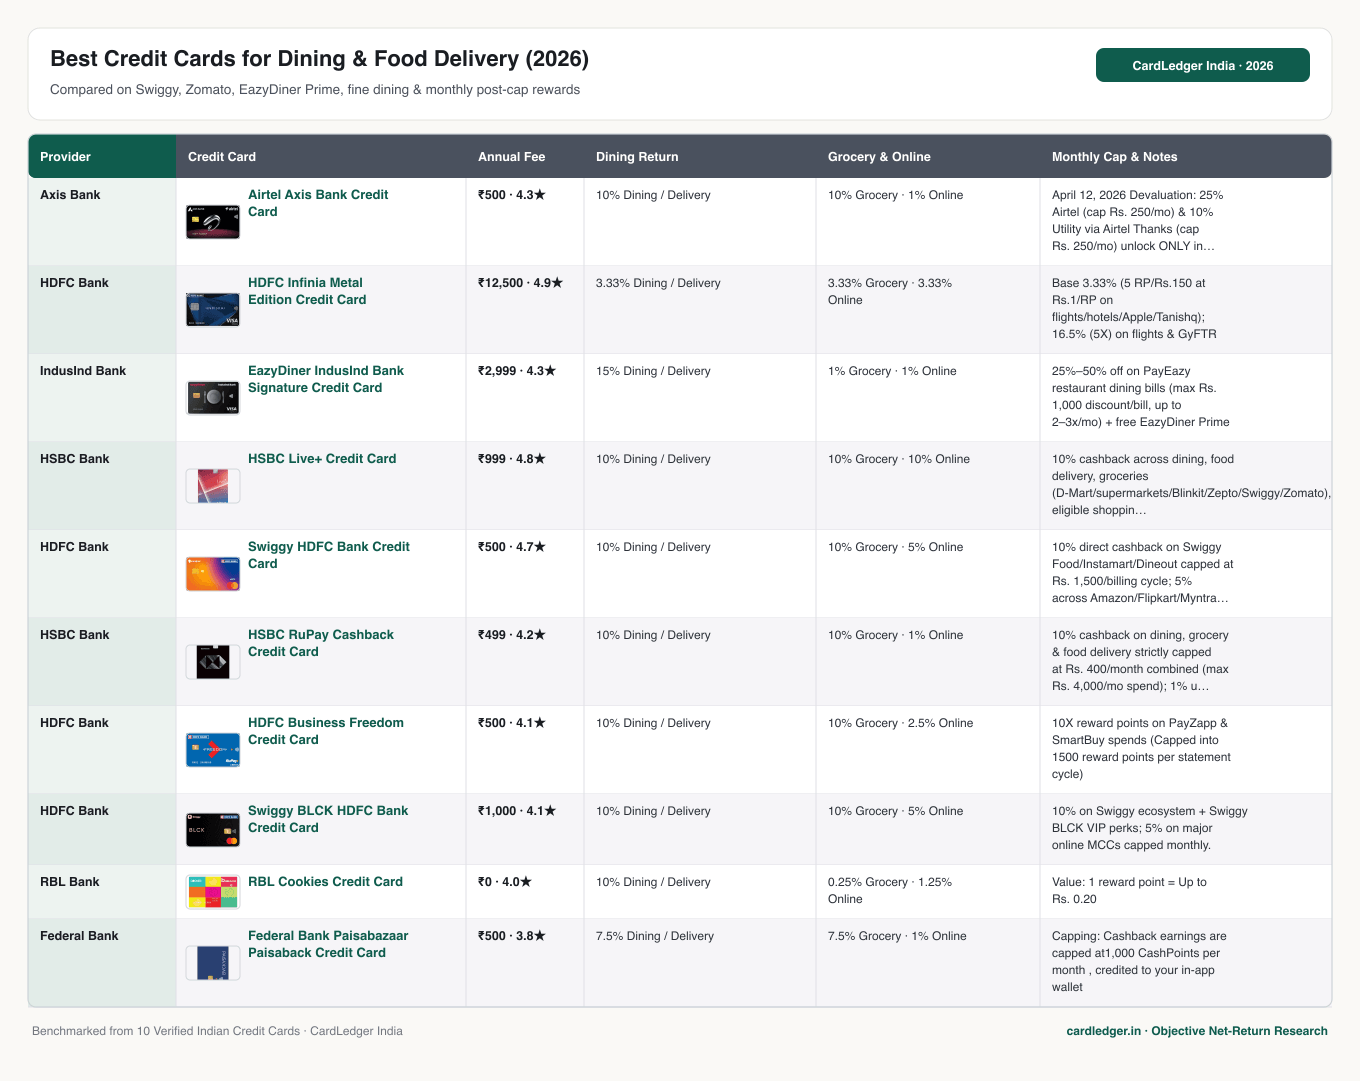 Best Credit Cards for Dining & Food Delivery (2026)
Compared on Swiggy, Zomato, EazyDiner Prime, fine dining & monthly post-cap rewards
CardLedger India · 2026
Provider
Credit Card
Annual Fee
Dining Return
Grocery & Online
Monthly Cap & Notes
Axis Bank
Airtel Axis Bank Credit
Card
₹500 · 4.3★
10% Dining / Delivery
10% Grocery · 1% Online
April 12, 2026 Devaluation: 25%
Airtel (cap Rs. 250/mo) & 10%
Utility via Airtel Thanks (cap
Rs. 250/mo) unlock ONLY in…
HDFC Bank
HDFC Infinia Metal
Edition Credit Card
VISA
₹12,500 · 4.9★
3.33% Dining / Delivery
3.33% Grocery · 3.33%
Online
Base 3.33% (5 RP/Rs.150 at
Rs.1/RP on
flights/hotels/Apple/Tanishq);
16.5% (5X) on flights & GyFTR
IndusInd Bank
EazyDiner IndusInd Bank
Signature Credit Card
VISA
₹2,999 · 4.3★
15% Dining / Delivery
1% Grocery · 1% Online
25%–50% off on PayEazy
restaurant dining bills (max Rs.
1,000 discount/bill, up to
2–3x/mo) + free EazyDiner Prime
HSBC Bank
HSBC Live+ Credit Card
₹999 · 4.8★
10% Dining / Delivery
10% Grocery · 10% Online
10% cashback across dining, food
delivery, groceries
(D-Mart/supermarkets/Blinkit/Zepto/Swiggy/Zomato),
eligible shoppin…
HDFC Bank
Swiggy HDFC Bank Credit
Card
₹500 · 4.7★
10% Dining / Delivery
10% Grocery · 5% Online
10% direct cashback on Swiggy
Food/Instamart/Dineout capped at
Rs. 1,500/billing cycle; 5%
across Amazon/Flipkart/Myntra…
HSBC Bank
HSBC RuPay Cashback
Credit Card
₹499 · 4.2★
10% Dining / Delivery
10% Grocery · 1% Online
10% cashback on dining, grocery
& food delivery strictly capped
at Rs. 400/month combined (max
Rs. 4,000/mo spend); 1% u…
HDFC Bank
HDFC Business Freedom
Credit Card
₹500 · 4.1★
10% Dining / Delivery
10% Grocery · 2.5% Online
10X reward points on PayZapp &
SmartBuy spends (Capped into
1500 reward points per statement
cycle)
HDFC Bank
Swiggy BLCK HDFC Bank
Credit Card
BLCK
₹1,000 · 4.1★
10% Dining / Delivery
10% Grocery · 5% Online
10% on Swiggy ecosystem + Swiggy
BLCK VIP perks; 5% on major
online MCCs capped monthly.
RBL Bank
RBL Cookies Credit Card
₹0 · 4.0★
10% Dining / Delivery
0.25% Grocery · 1.25%
Online
Value: 1 reward point = Up to
Rs. 0.20
Federal Bank
Federal Bank Paisabazaar
Paisaback Credit Card
₹500 · 3.8★
7.5% Dining / Delivery
7.5% Grocery · 1% Online
Capping: Cashback earnings are
capped at1,000 CashPoints per
month , credited to your in-app
wallet
Benchmarked from 10 Verified Indian Credit Cards · CardLedger India
cardledger.in · Objective Net-Return Research